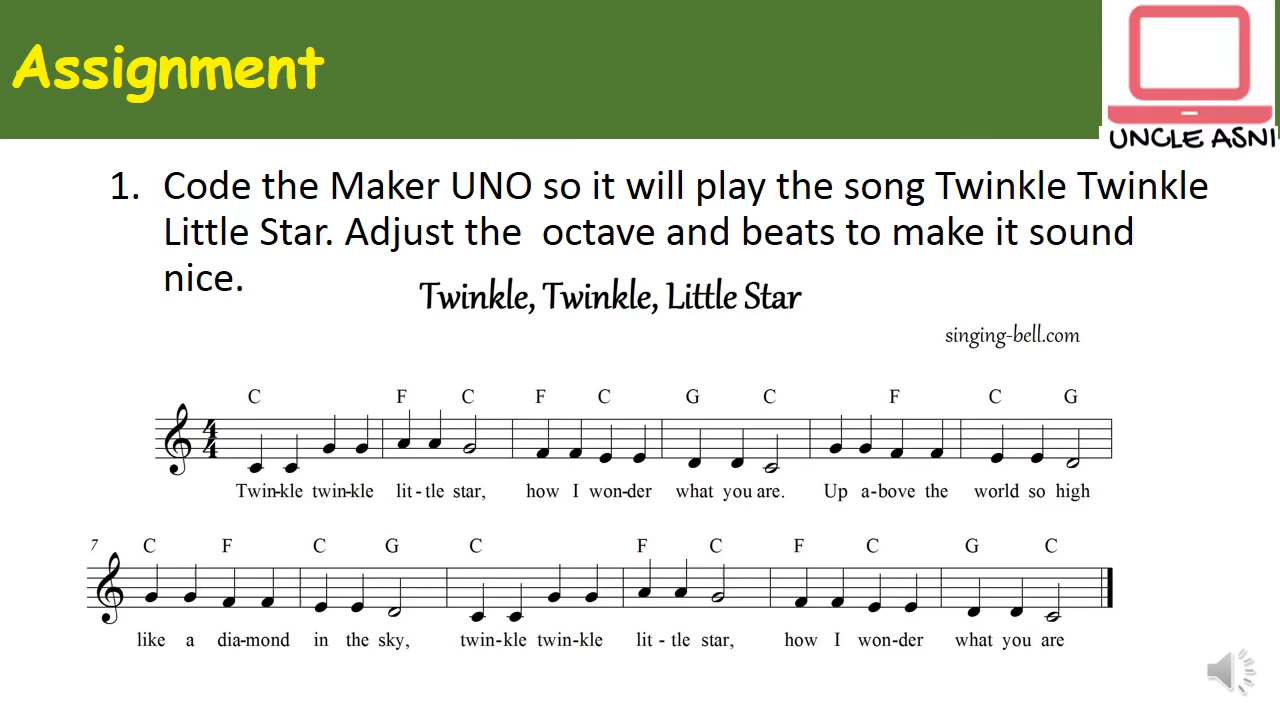 Assignment
UNCLE ASNI
1. Code the Maker UNO so it will play the song Twinkle Twinkle
Little Star. Adjust the octave and beats to make it sound
nice.
Twinkle, Twinkle, Little Star
singing-bell.com
C F C F C G C F C G
4
4
Twin-kle twin-kle lit - tle star, how I won-der what you are. Up a-bove the world so high
7 C F C G C F C F C G C
like a dia-mond in the sky, twin-kle twin-kle lit - tle star, how I won-der what you are